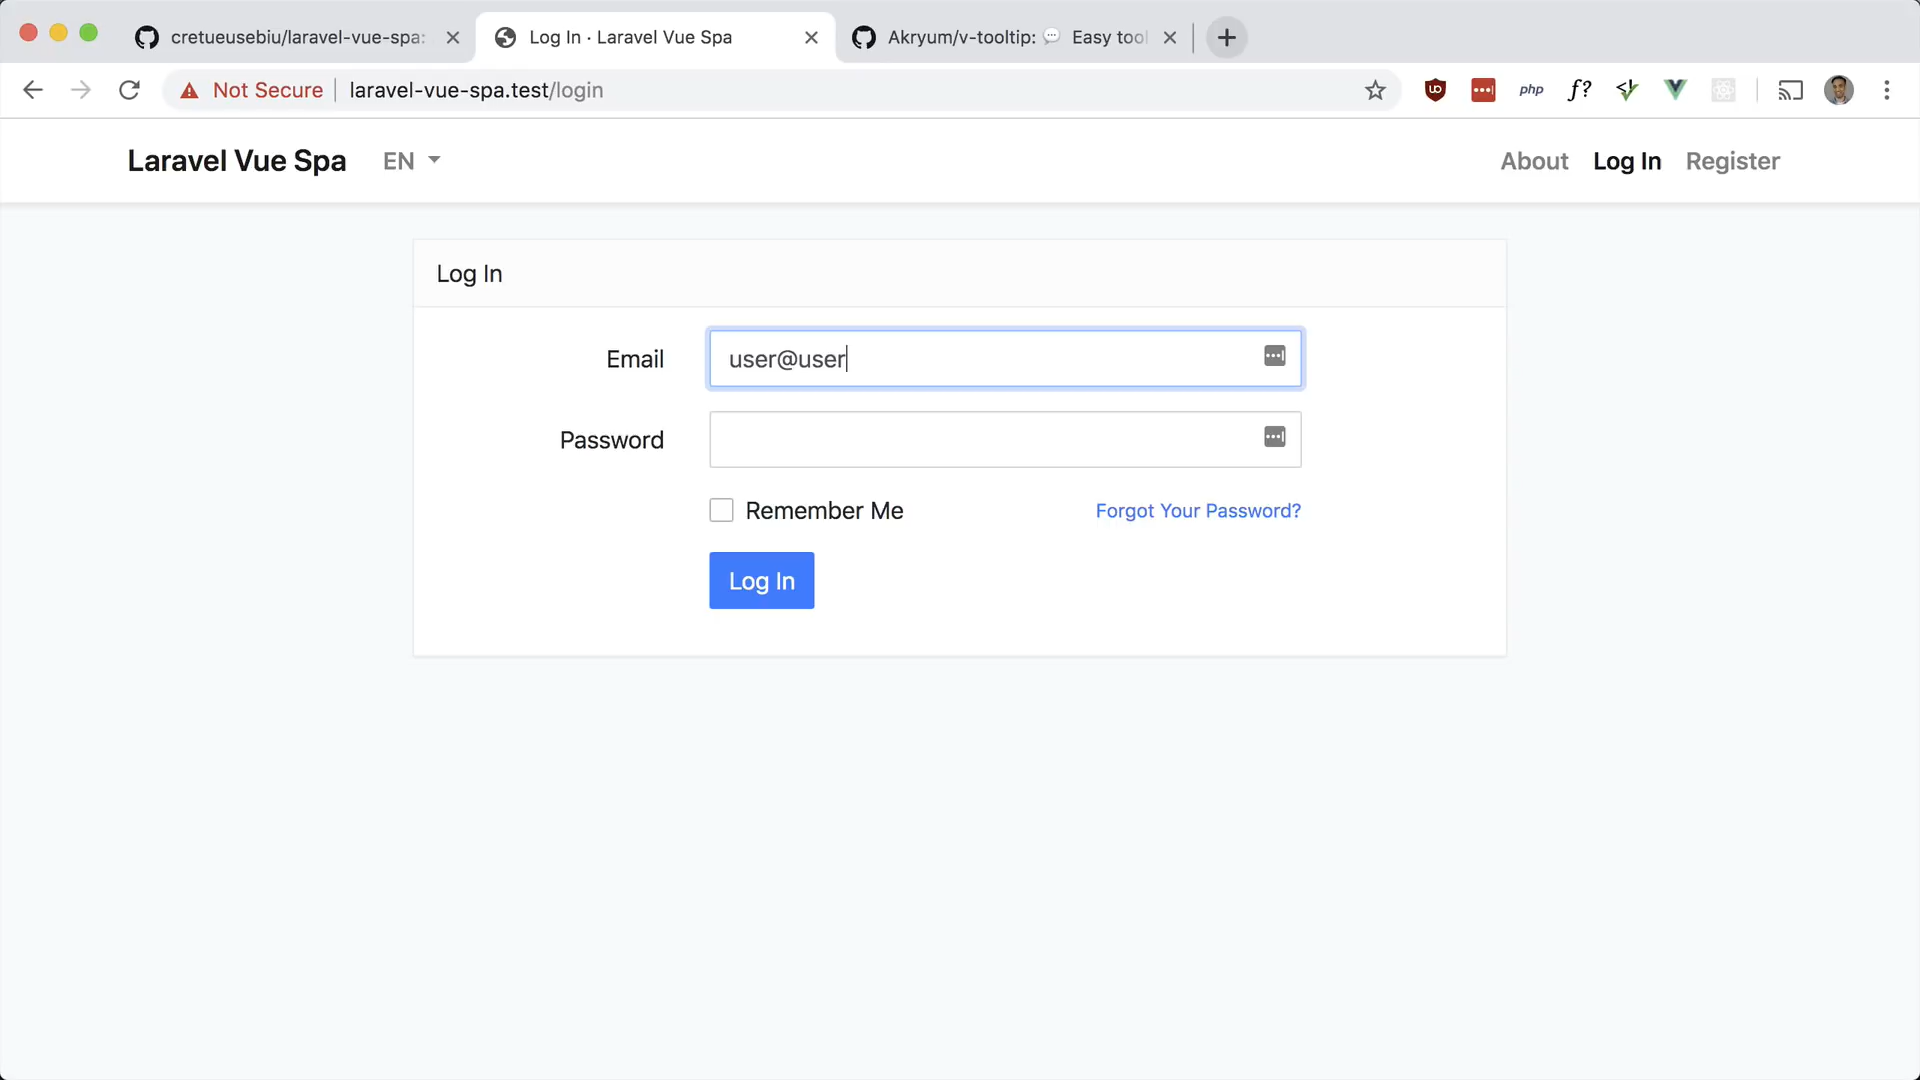 cretueusebiu/laravel-vue-spa:
Log In · Laravel Vue Spa
Akryum/v-tooltip: 💬 Easy tool
Not Secure
laravel-vue-spa.test/login
php
f?
Laravel Vue Spa
EN
About
Log In
Register
Log In
Email
user@user
Password
Remember Me
Forgot Your Password?
Log In